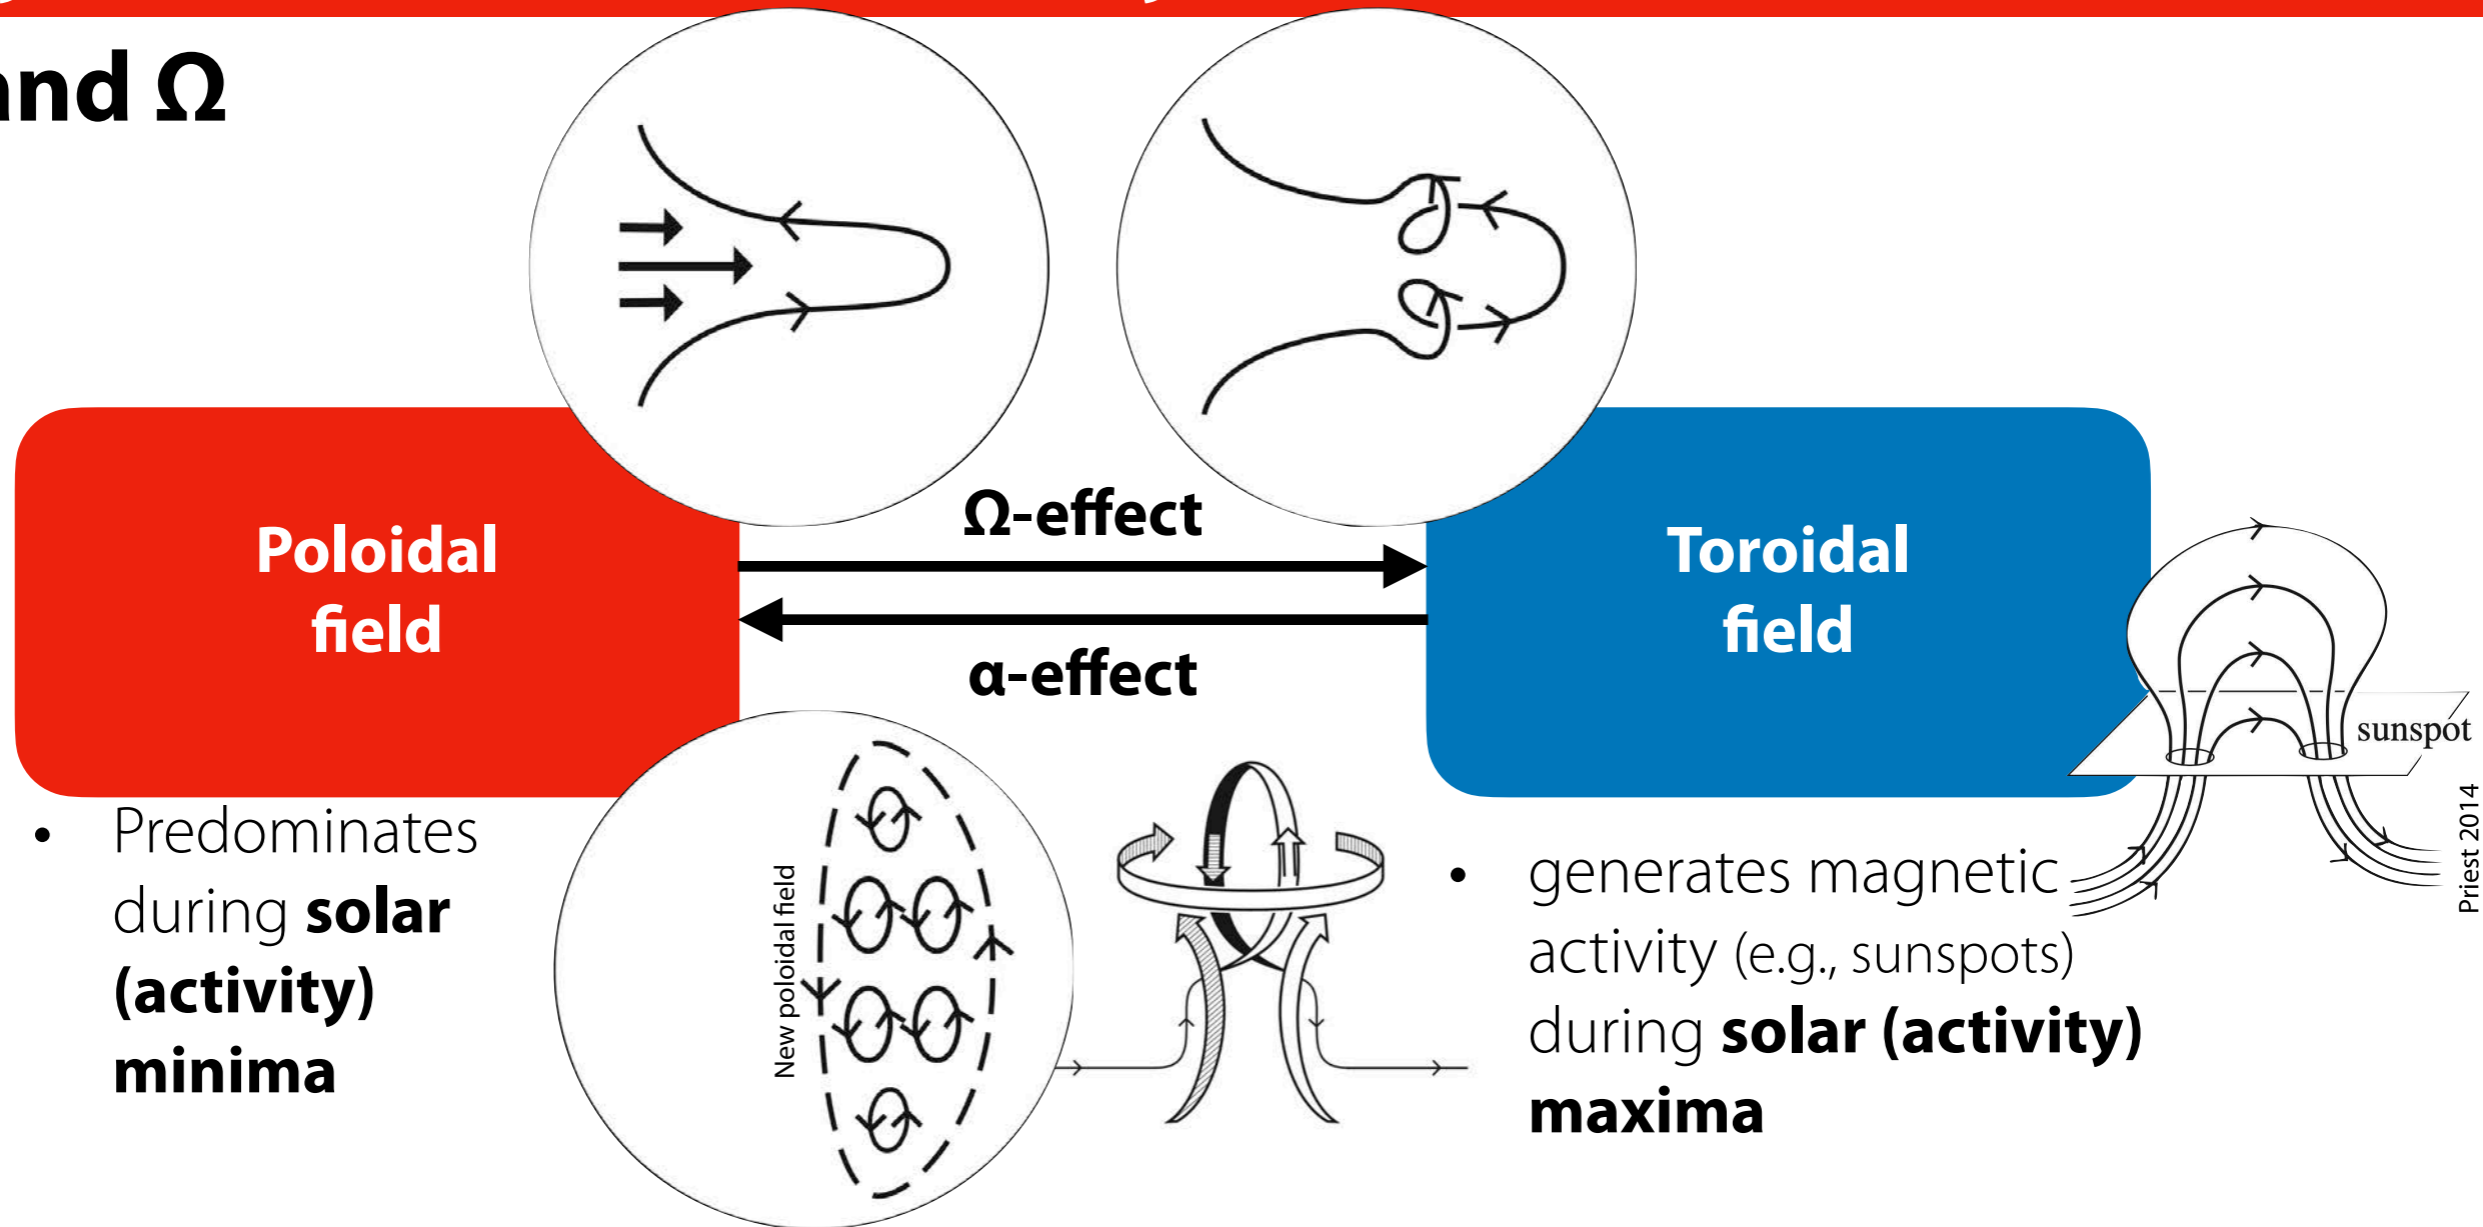 and Ω
Poloidal
field
Ω-effect
α-effect
Toroidal
field
sunspot
Priest 2014
• Predominates
during solar
(activity)
minima
New poloidal field
• generates magnetic
activity (e.g., sunspots)
during solar (activity)
maxima